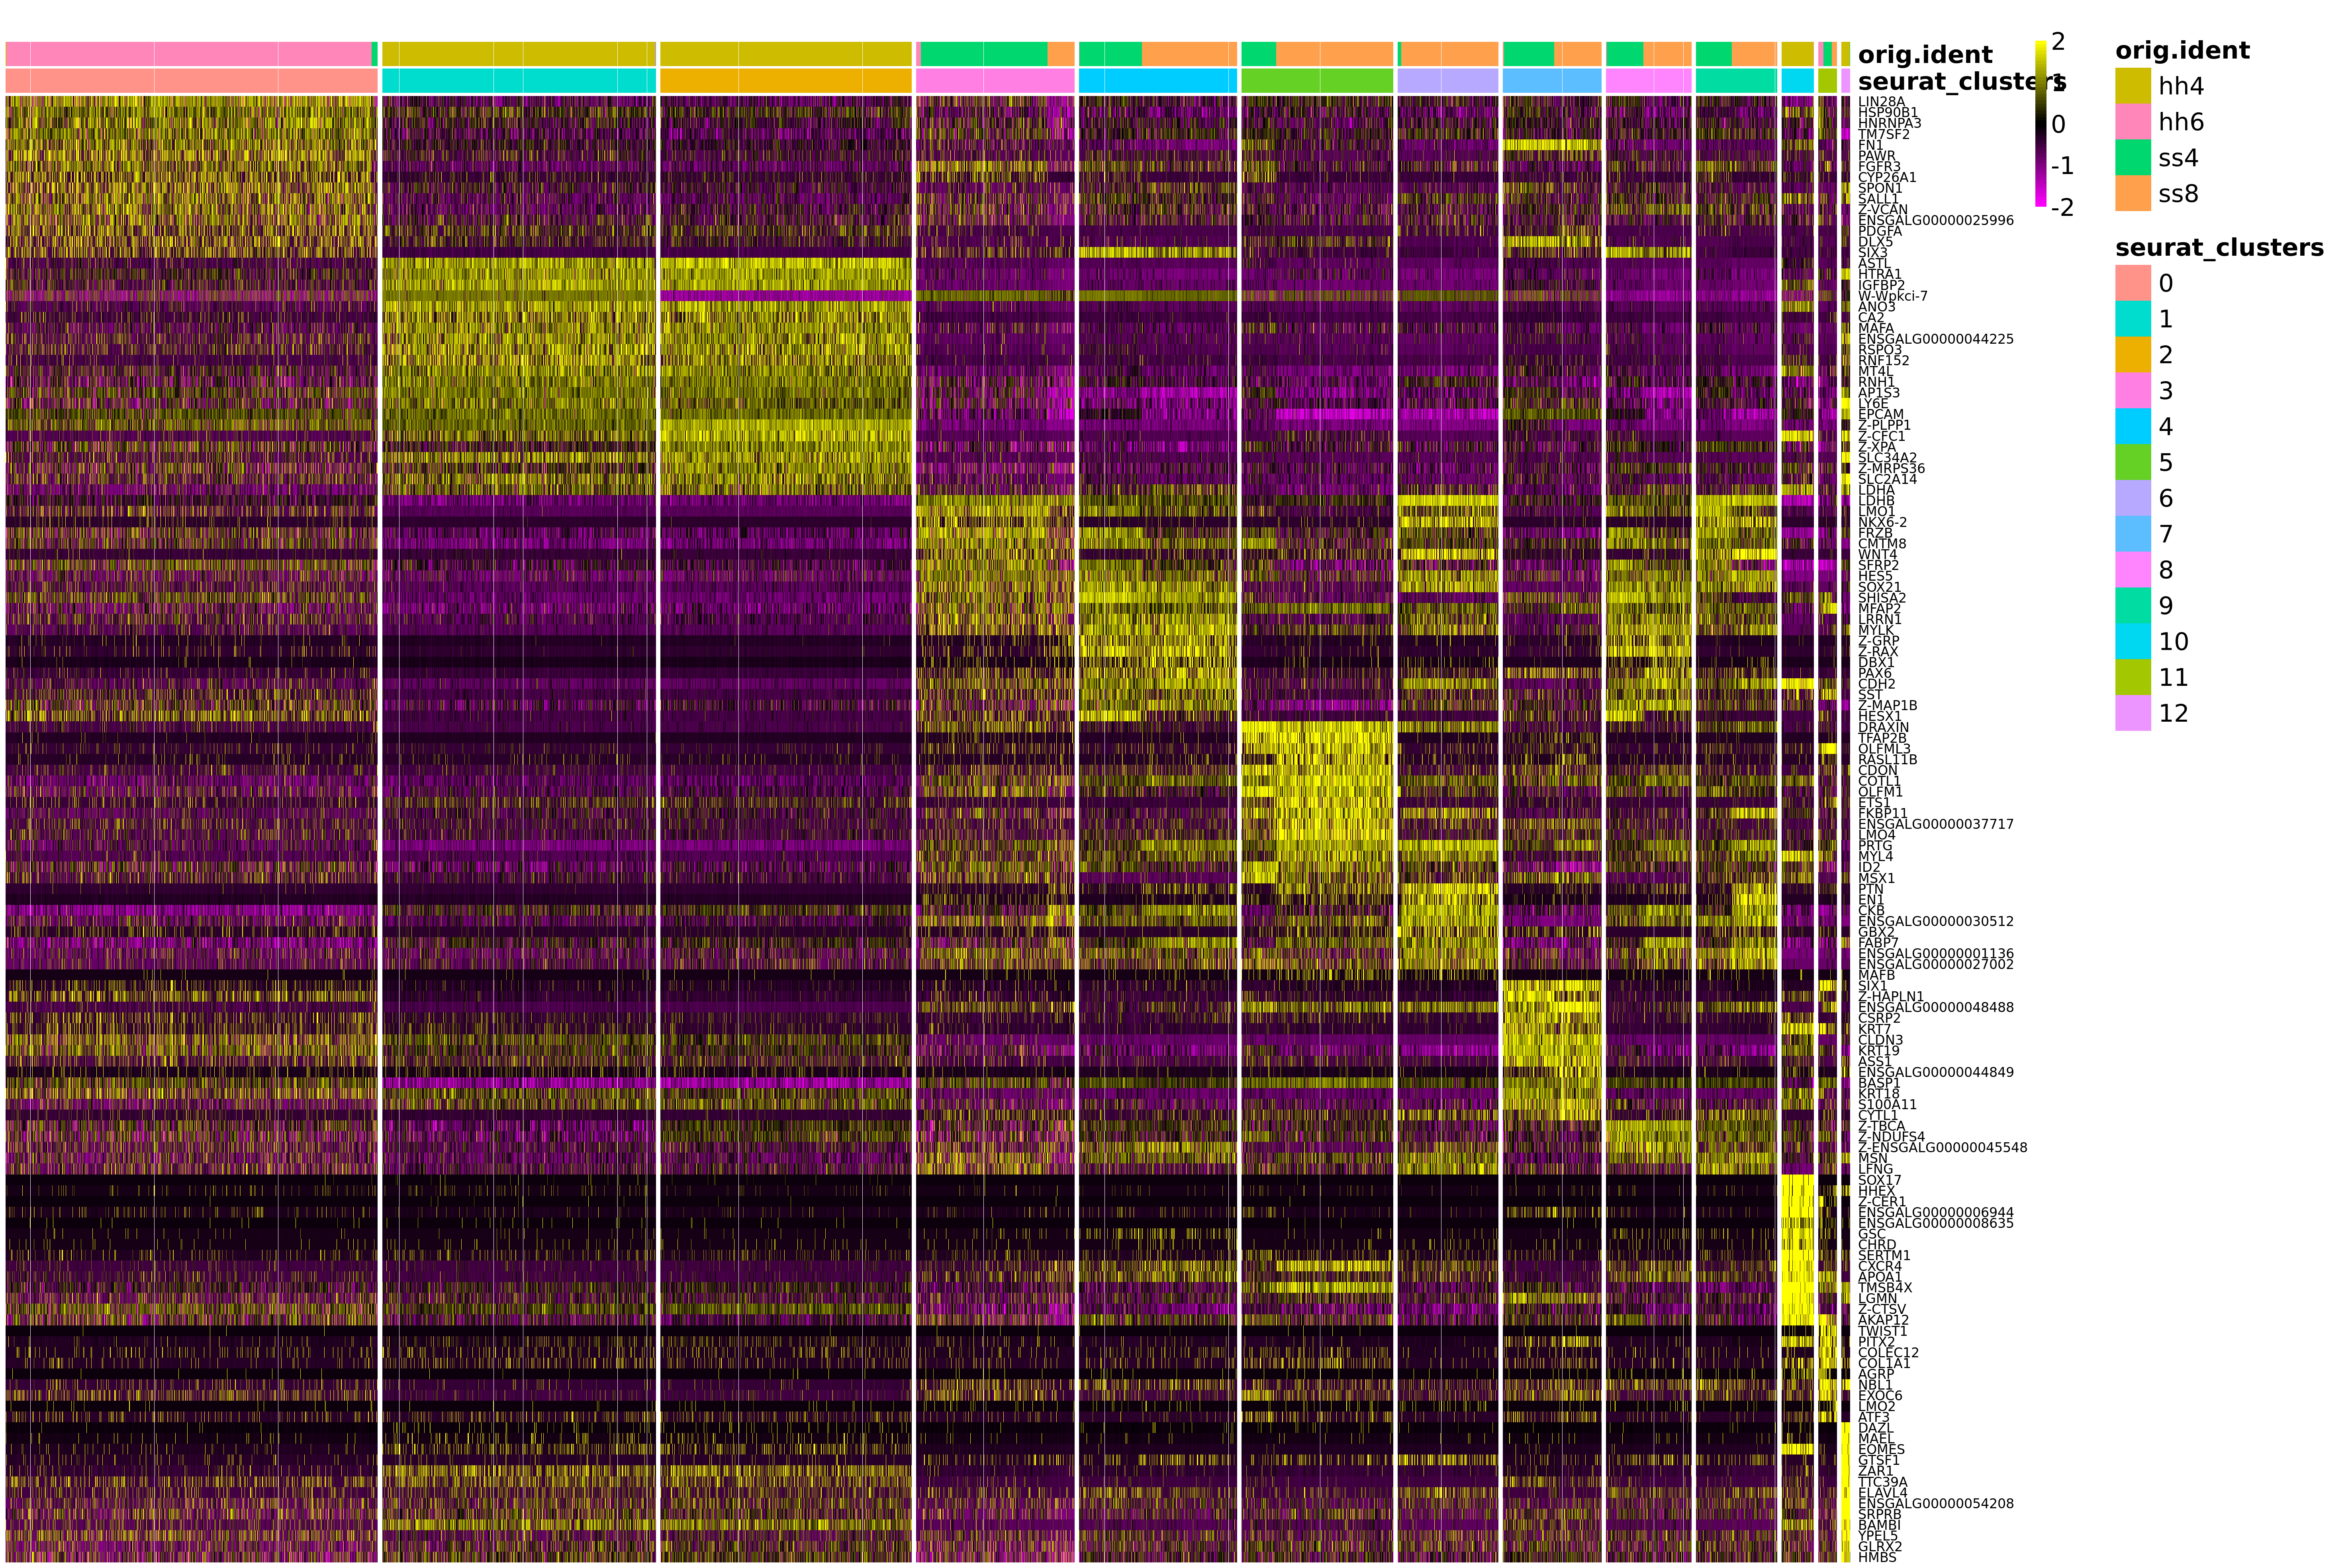 orig.ident
seurat_clusters
LIN28A
HSP90B1
HNRNPA3
TM7SF2
FN1
PAWR
FGFR3
CYP26A1
SPON1
SALL1
Z-VCAN
ENSGALG00000025996
PDGFA
DLX5
SIX3
ASTL
HTRA1
IGFBP2
W-Wpkci-7
ANO3
CA2
MAFA
ENSGALG00000044225
RSPO3
RNF152
MT4L
RNH1
AP1S3
LY6E
EPCAM
Z-PLPP1
Z-CFC1
Z-XPA
SLC34A2
Z-MRPS36
SLC2A14
LDHA
LDHB
LMO1
NKX6-2
FRZB
CMTM8
WNT4
SFRP2
HES5
SOX21
SHISA2
MFAP2
LRRN1
MYLK
Z-GRP
Z-RAX
DBX1
PAX6
CDH2
SST
Z-MAP1B
HESX1
DRAXIN
TFAP2B
OLFML3
RASL11B
CDON
COTL1
OLFM1
ETS1
FKBP11
ENSGALG00000037717
LMO4
PRTG
MYL4
ID2
MSX1
PTN
EN1
CKB
ENSGALG00000030512
GBX2
FABP7
ENSGALG00000001136
ENSGALG00000027002
MAFB
SIX1
Z-HAPLN1
ENSGALG00000048488
CSRP2
KRT7
CLDN3
KRT19
ASS1
ENSGALG00000044849
BASP1
KRT18
S100A11
CYTL1
Z-TBCA
Z-NDUFS4
Z-ENSGALG00000045548
MSN
LFNG
SOX17
HHEX
Z-CER1
ENSGALG00000006944
ENSGALG00000008635
GSC
CHRD
SERTM1
CXCR4
APOA1
TMSB4X
LGMN
Z-CTSV
AKAP12
TWIST1
PITX2
COLEC12
COL1A1
AGRP
NBL1
EXOC6
LMO2
ATF3
DAZL
MAEL
EOMES
GTSF1
ZAR1
TTC39A
ELAVL4
ENSGALG00000054208
SRPRB
BAMBI
YPEL5
GLRX2
HMBS
2
1
0
-1
-2
orig.ident
hh4
hh6
ss4
ss8
seurat_clusters
0
1
2
3
4
5
6
7
8
9
10
11
12